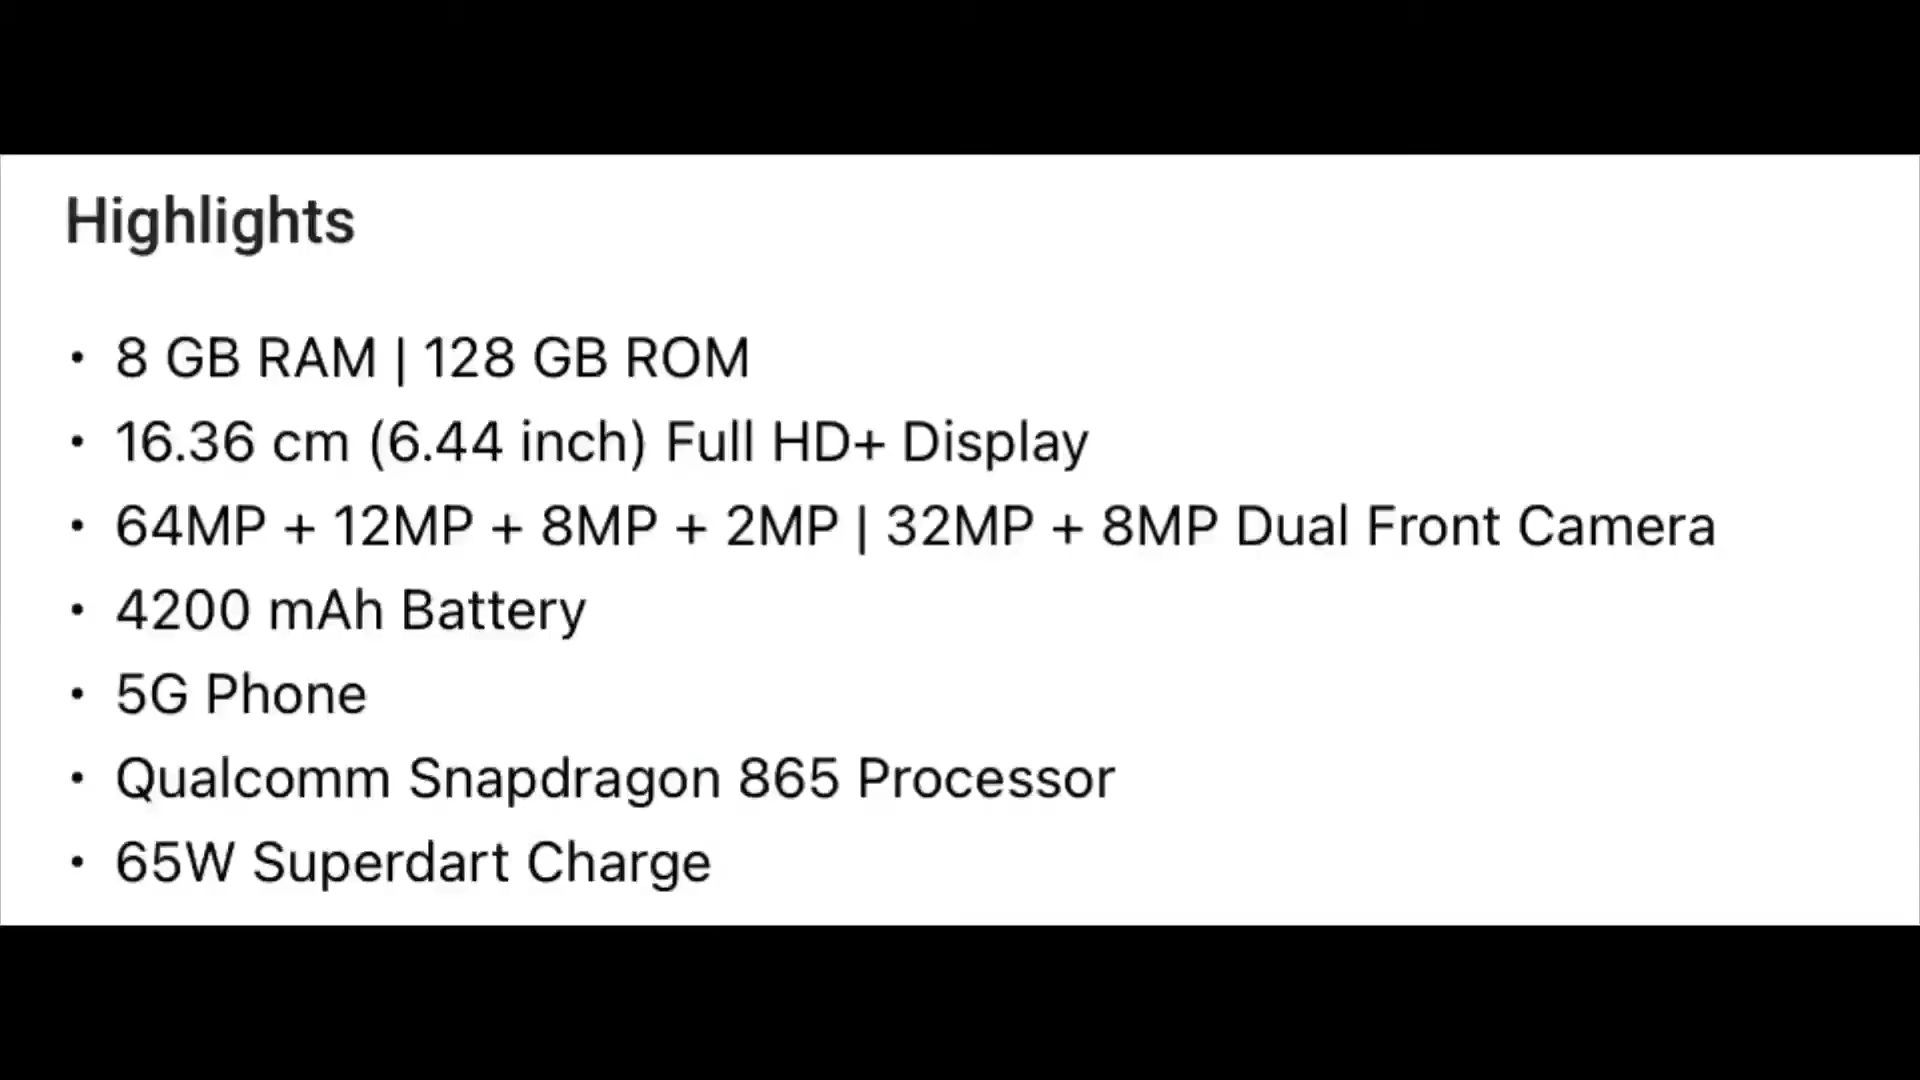 Highlights
• 8 GB RAM | 128 GB ROM
• 16.36 cm (6.44 inch) Full HD+ Display
• 64MP + 12MP + 8MP + 2MP | 32MP + 8MP Dual Front Camera
• 4200 mAh Battery
• 5G Phone
• Qualcomm Snapdragon 865 Processor
• 65W Superdart Charge